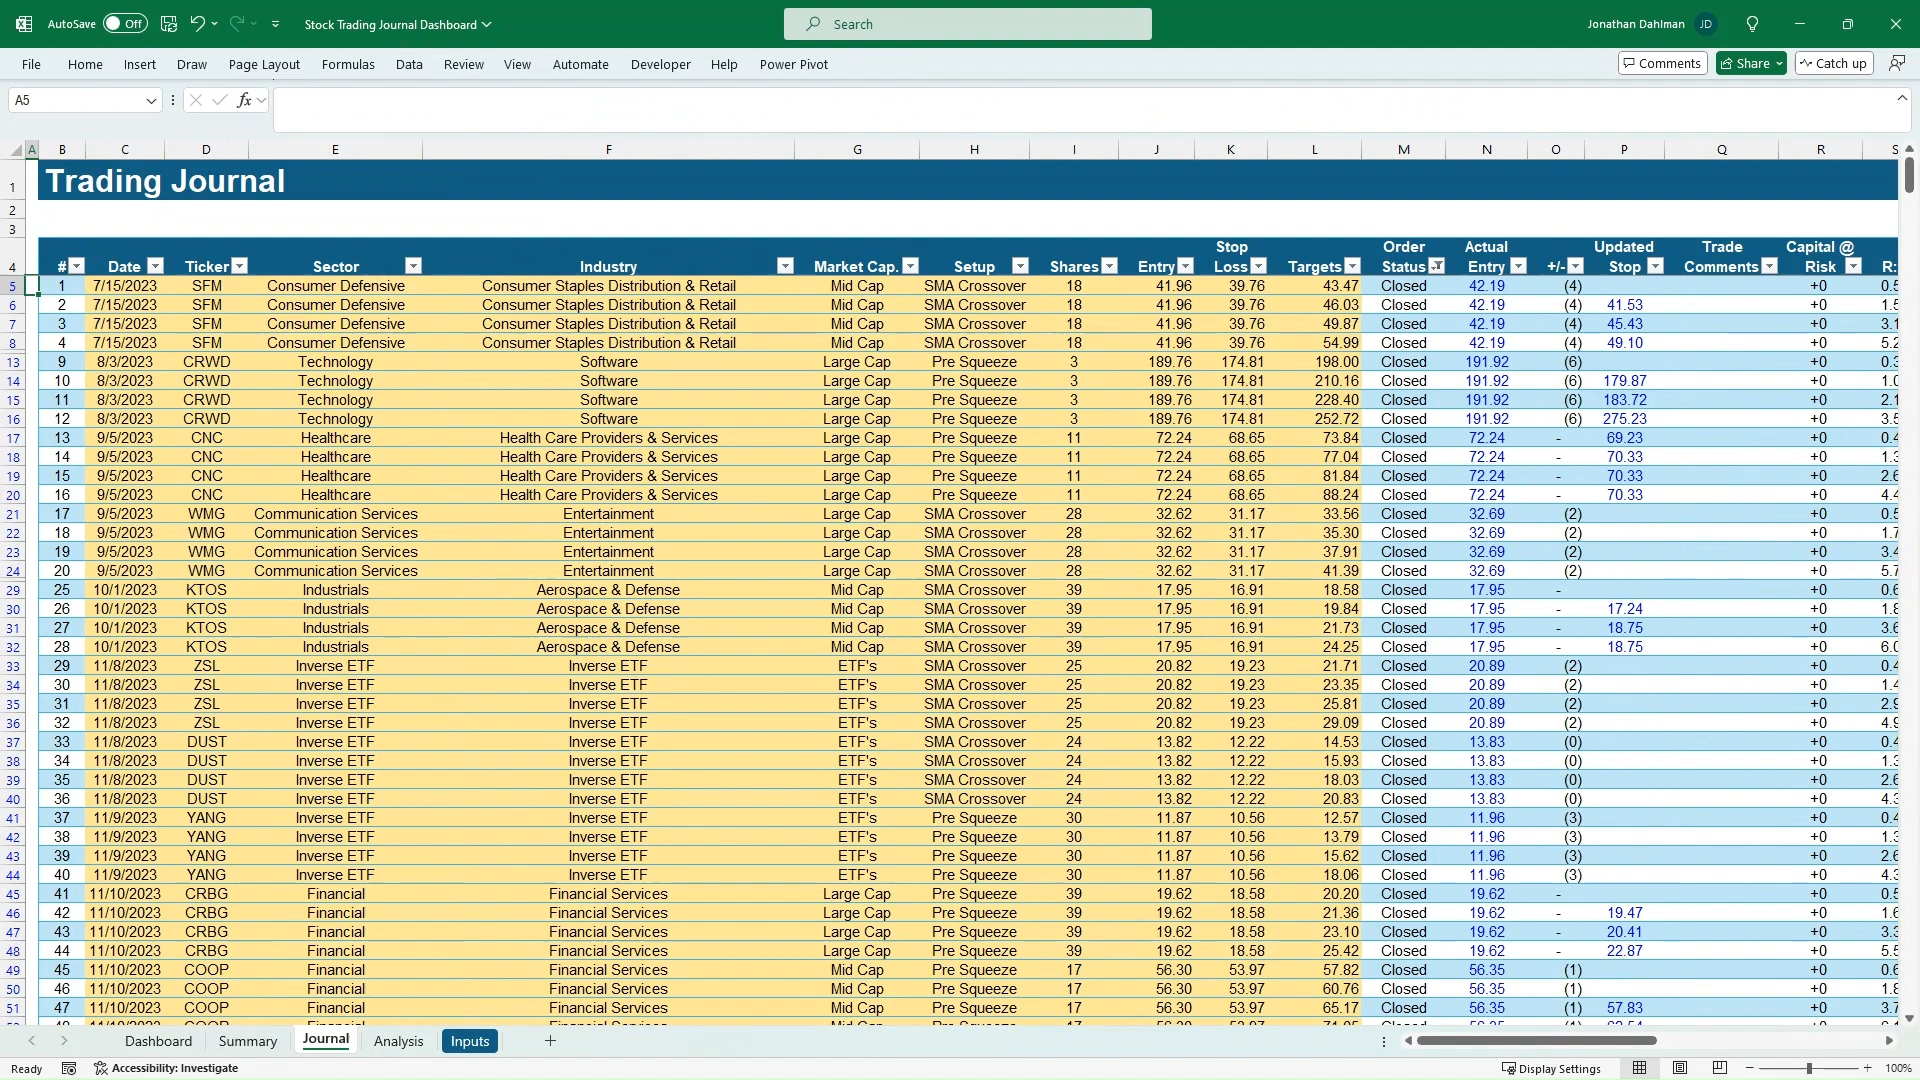 AutoSave Off Stock Trading Journal Dashboard Search Jonathan Dahlman JD
File Home Insert Draw Page Layout Formulas Data Review View Automate Developer Help Power Pivot Comments Share Catch up
A5 fx
A B C D E F G H I J K L M N O P Q R S
1 Trading Journal
2
3
4 # Date Ticker Sector Industry Market Cap. Setup Shares Entry Stop Loss Targets Order Status Actual Entry +/- Updated Stop Trade Comments Capital @ Risk R:
5 1 7/15/2023 SFM Consumer Defensive Consumer Staples Distribution & Retail Mid Cap SMA Crossover 18 41.96 39.76 43.47 Closed 42.19 (4) +0 0.5
6 2 7/15/2023 SFM Consumer Defensive Consumer Staples Distribution & Retail Mid Cap SMA Crossover 18 41.96 39.76 46.03 Closed 42.19 (4) 41.53 +0 1.5
7 3 7/15/2023 SFM Consumer Defensive Consumer Staples Distribution & Retail Mid Cap SMA Crossover 18 41.96 39.76 49.87 Closed 42.19 (4) 45.43 +0 3.1
8 4 7/15/2023 SFM Consumer Defensive Consumer Staples Distribution & Retail Mid Cap SMA Crossover 18 41.96 39.76 54.99 Closed 42.19 (4) 49.10 +0 5.2
13 9 8/3/2023 CRWD Technology Software Large Cap Pre Squeeze 3 189.76 174.81 198.00 Closed 191.92 (6) +0 0.3
14 10 8/3/2023 CRWD Technology Software Large Cap Pre Squeeze 3 189.76 174.81 210.16 Closed 191.92 (6) 179.87 +0 1.0
15 11 8/3/2023 CRWD Technology Software Large Cap Pre Squeeze 3 189.76 174.81 228.40 Closed 191.92 (6) 183.72 +0 2.1
16 12 8/3/2023 CRWD Technology Software Large Cap Pre Squeeze 3 189.76 174.81 252.72 Closed 191.92 (6) 275.23 +0 3.5
17 13 9/5/2023 CNC Healthcare Health Care Providers & Services Large Cap Pre Squeeze 11 72.24 68.65 73.84 Closed 72.24 - 69.23 +0 0.4
18 14 9/5/2023 CNC Healthcare Health Care Providers & Services Large Cap Pre Squeeze 11 72.24 68.65 77.04 Closed 72.24 - 70.33 +0 1.3
19 15 9/5/2023 CNC Healthcare Health Care Providers & Services Large Cap Pre Squeeze 11 72.24 68.65 81.84 Closed 72.24 - 70.33 +0 2.6
20 16 9/5/2023 CNC Healthcare Health Care Providers & Services Large Cap Pre Squeeze 11 72.24 68.65 88.24 Closed 72.24 - 70.33 +0 4.4
21 17 9/5/2023 WMG Communication Services Entertainment Large Cap SMA Crossover 28 32.62 31.17 33.56 Closed 32.69 (2) +0 0.5
22 18 9/5/2023 WMG Communication Services Entertainment Large Cap SMA Crossover 28 32.62 31.17 35.30 Closed 32.69 (2) +0 1.7
23 19 9/5/2023 WMG Communication Services Entertainment Large Cap SMA Crossover 28 32.62 31.17 37.91 Closed 32.69 (2) +0 3.4
24 20 9/5/2023 WMG Communication Services Entertainment Large Cap SMA Crossover 28 32.62 31.17 41.39 Closed 32.69 (2) +0 5.7
29 25 10/1/2023 KTOS Industrials Aerospace & Defense Mid Cap SMA Crossover 39 17.95 16.91 18.58 Closed 17.95 - +0 0.6
30 26 10/1/2023 KTOS Industrials Aerospace & Defense Mid Cap SMA Crossover 39 17.95 16.91 19.84 Closed 17.95 - 17.24 +0 1.8
31 27 10/1/2023 KTOS Industrials Aerospace & Defense Mid Cap SMA Crossover 39 17.95 16.91 21.73 Closed 17.95 - 18.75 +0 3.6
32 28 10/1/2023 KTOS Industrials Aerospace & Defense Mid Cap SMA Crossover 39 17.95 16.91 24.25 Closed 17.95 - 18.75 +0 6.0
33 29 11/8/2023 ZSL Inverse ETF Inverse ETF ETF's SMA Crossover 25 20.82 19.23 21.71 Closed 20.89 (2) +0 0.4
34 30 11/8/2023 ZSL Inverse ETF Inverse ETF ETF's SMA Crossover 25 20.82 19.23 23.35 Closed 20.89 (2) +0 1.4
35 31 11/8/2023 ZSL Inverse ETF Inverse ETF ETF's SMA Crossover 25 20.82 19.23 25.81 Closed 20.89 (2) +0 2.9
36 32 11/8/2023 ZSL Inverse ETF Inverse ETF ETF's SMA Crossover 25 20.82 19.23 29.09 Closed 20.89 (2) +0 4.9
37 33 11/8/2023 DUST Inverse ETF Inverse ETF ETF's SMA Crossover 24 13.82 12.22 14.53 Closed 13.83 (0) +0 0.4
38 34 11/8/2023 DUST Inverse ETF Inverse ETF ETF's SMA Crossover 24 13.82 12.22 15.93 Closed 13.83 (0) +0 1.3
39 35 11/8/2023 DUST Inverse ETF Inverse ETF ETF's SMA Crossover 24 13.82 12.22 18.03 Closed 13.83 (0) +0 2.6
40 36 11/8/2023 DUST Inverse ETF Inverse ETF ETF's SMA Crossover 24 13.82 12.22 20.83 Closed 13.83 (0) +0 4.3
41 37 11/9/2023 YANG Inverse ETF Inverse ETF ETF's Pre Squeeze 30 11.87 10.56 12.57 Closed 11.96 (3) +0 0.4
42 38 11/9/2023 YANG Inverse ETF Inverse ETF ETF's Pre Squeeze 30 11.87 10.56 13.79 Closed 11.96 (3) +0 1.3
43 39 11/9/2023 YANG Inverse ETF Inverse ETF ETF's Pre Squeeze 30 11.87 10.56 15.62 Closed 11.96 (3) +0 2.6
44 40 11/9/2023 YANG Inverse ETF Inverse ETF ETF's Pre Squeeze 30 11.87 10.56 18.06 Closed 11.96 (3) +0 4.3
45 41 11/10/2023 CRBG Financial Financial Services Large Cap Pre Squeeze 39 19.62 18.58 20.20 Closed 19.62 - +0 0.5
46 42 11/10/2023 CRBG Financial Financial Services Large Cap Pre Squeeze 39 19.62 18.58 21.36 Closed 19.62 - 19.47 +0 1.6
47 43 11/10/2023 CRBG Financial Financial Services Large Cap Pre Squeeze 39 19.62 18.58 23.10 Closed 19.62 - 20.41 +0 3.3
48 44 11/10/2023 CRBG Financial Financial Services Large Cap Pre Squeeze 39 19.62 18.58 25.42 Closed 19.62 - 22.87 +0 5.5
49 45 11/10/2023 COOP Financial Financial Services Mid Cap Pre Squeeze 17 56.30 53.97 57.82 Closed 56.35 (1) +0 0.6
50 46 11/10/2023 COOP Financial Financial Services Mid Cap Pre Squeeze 17 56.30 53.97 60.76 Closed 56.35 (1) +0 1.8
51 47 11/10/2023 COOP Financial Financial Services Mid Cap Pre Squeeze 17 56.30 53.97 65.17 Closed 56.35 (1) 57.83 +0 3.7
Dashboard Summary Journal Analysis Inputs
Ready Accessibility: Investigate Display Settings 100%